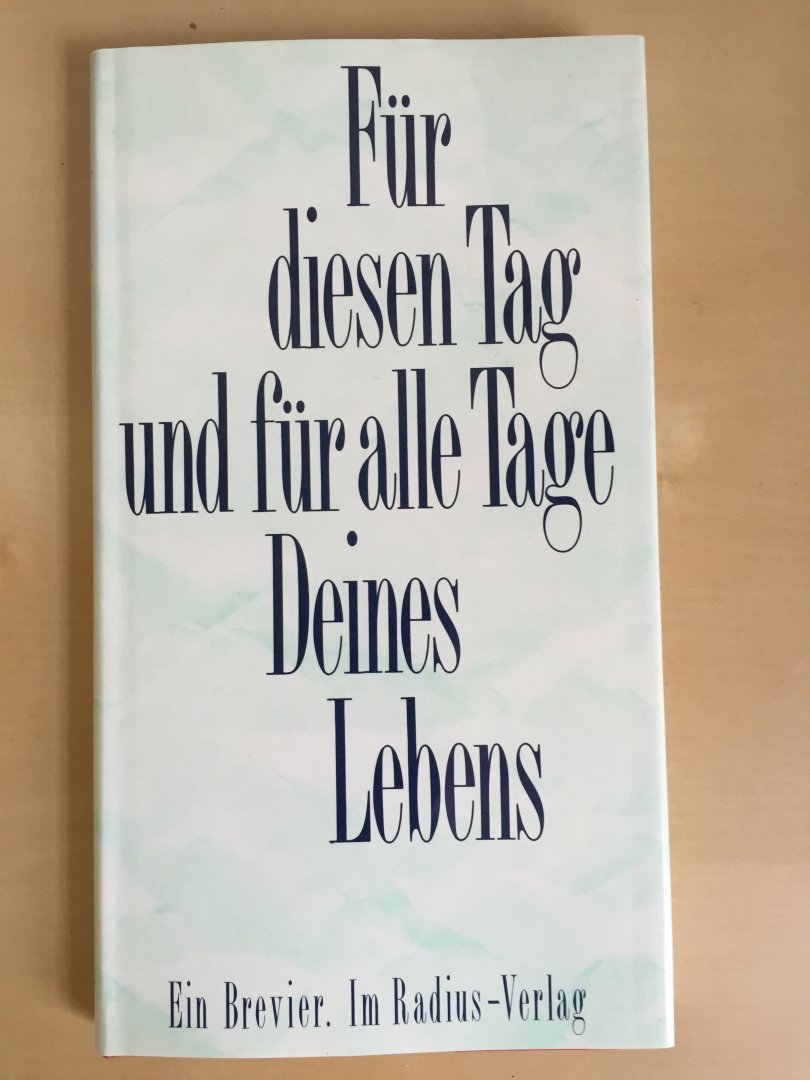 Für
diesen Tag
und für alle Tage
Deines
Lebens
Ein Brevier. Im Radius-Verlag